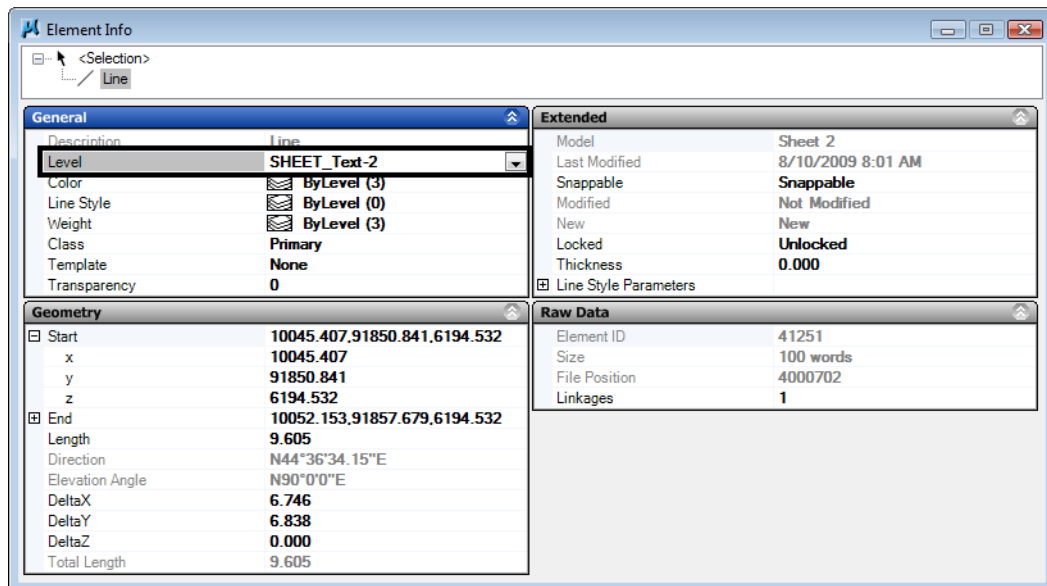 Element Info
<Selection>
Line
General
Description Line
Level SHEET_Text-2
Color ByLevel (3)
Line Style ByLevel (0)
Weight ByLevel (3)
Class Primary
Template None
Transparency 0
Extended
Model Sheet 2
Last Modified 8/10/2009 8:01 AM
Snappable Snappable
Modified Not Modified
New New
Locked Unlocked
Thickness 0.000
Line Style Parameters
Geometry
Start 10045.407,91850.841,6194.532
x 10045.407
y 91850.841
z 6194.532
End 10052.153,91857.679,6194.532
Length 9.605
Direction N44°36'34.15"E
Elevation Angle N90°0'0"E
DeltaX 6.746
DeltaY 6.838
DeltaZ 0.000
Total Length 9.605
Raw Data
Element ID 41251
Size 100 words
File Position 4000702
Linkages 1